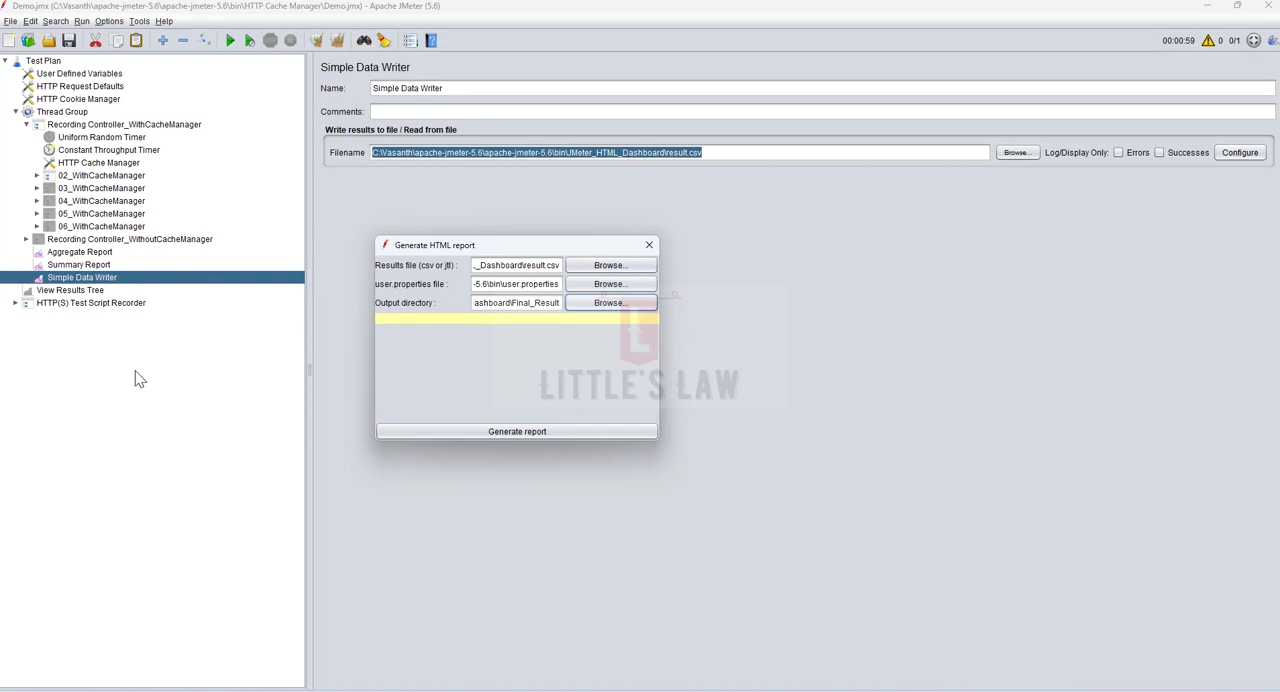 Demo.jmx (C:\Vasanth\apache-jmeter-5.6\apache-jmeter-5.6\bin\HTTP Cache Manager\Demo.jmx) - Apache JMeter (5.6)
File Edit Search Run Options Tools Help
00:00:59 0 0/1
Test Plan
User Defined Variables
HTTP Request Defaults
HTTP Cookie Manager
Thread Group
Recording Controller_WithCacheManager
Uniform Random Timer
Constant Throughput Timer
HTTP Cache Manager
02_WithCacheManager
03_WithCacheManager
04_WithCacheManager
05_WithCacheManager
06_WithCacheManager
Recording Controller_WithoutCacheManager
Aggregate Report
Summary Report
Simple Data Writer
View Results Tree
HTTP(S) Test Script Recorder
Simple Data Writer
Name: Simple Data Writer
Comments:
Write results to file / Read from file
Filename C:\Vasanth\apache-jmeter-5.6\apache-jmeter-5.6\bin\JMeter_HTML_Dashboard\result.csv Browse... Log/Display Only: Errors Successes Configure
Generate HTML report
Results file (csv or jtl) : _Dashboard\result.csv Browse...
user.properties file : -5.6\bin\user.properties Browse...
Output directory : ashboard\Final_Result Browse...
L
LITTLE'S LAW
Generate report